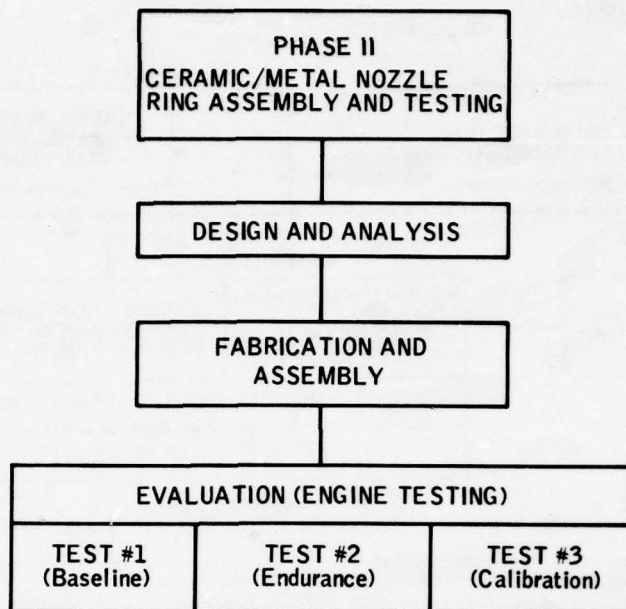 PHASE II
CERAMIC/METAL NOZZLE
RING ASSEMBLY AND TESTING
DESIGN AND ANALYSIS
FABRICATION AND
ASSEMBLY
EVALUATION (ENGINE TESTING)
TEST #1
(Baseline)
TEST #2
(Endurance)
TEST #3
(Calibration)